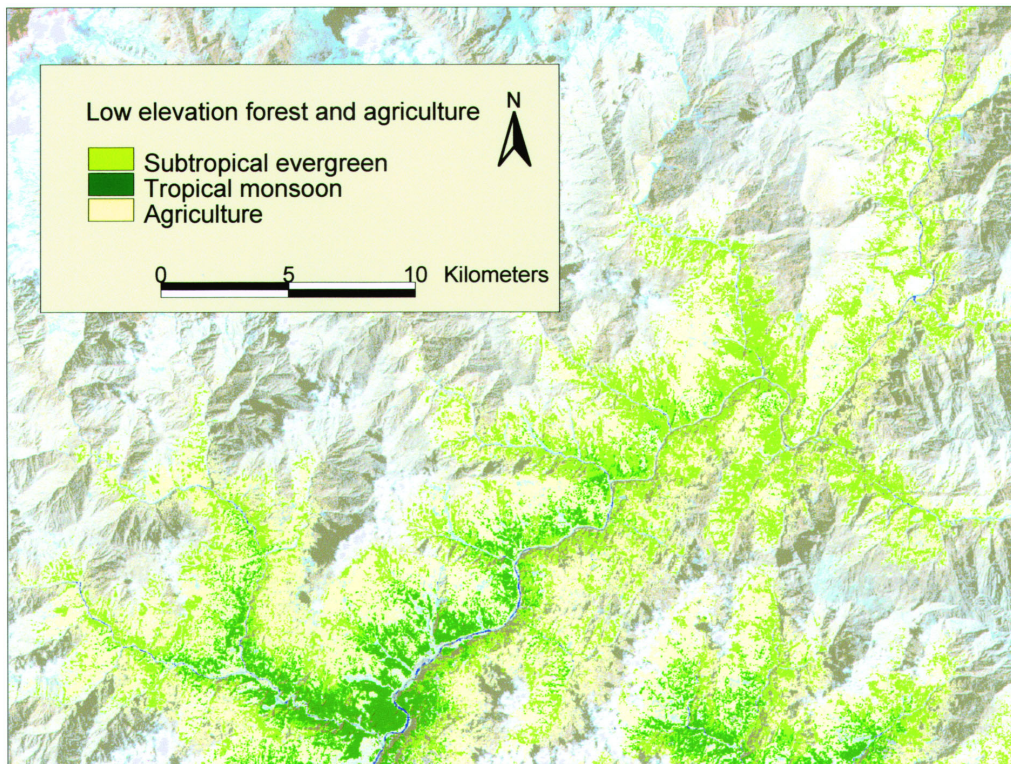 Low elevation forest and agriculture
N
Subtropical evergreen
Tropical monsoon
Agriculture
0 5 10 Kilometers